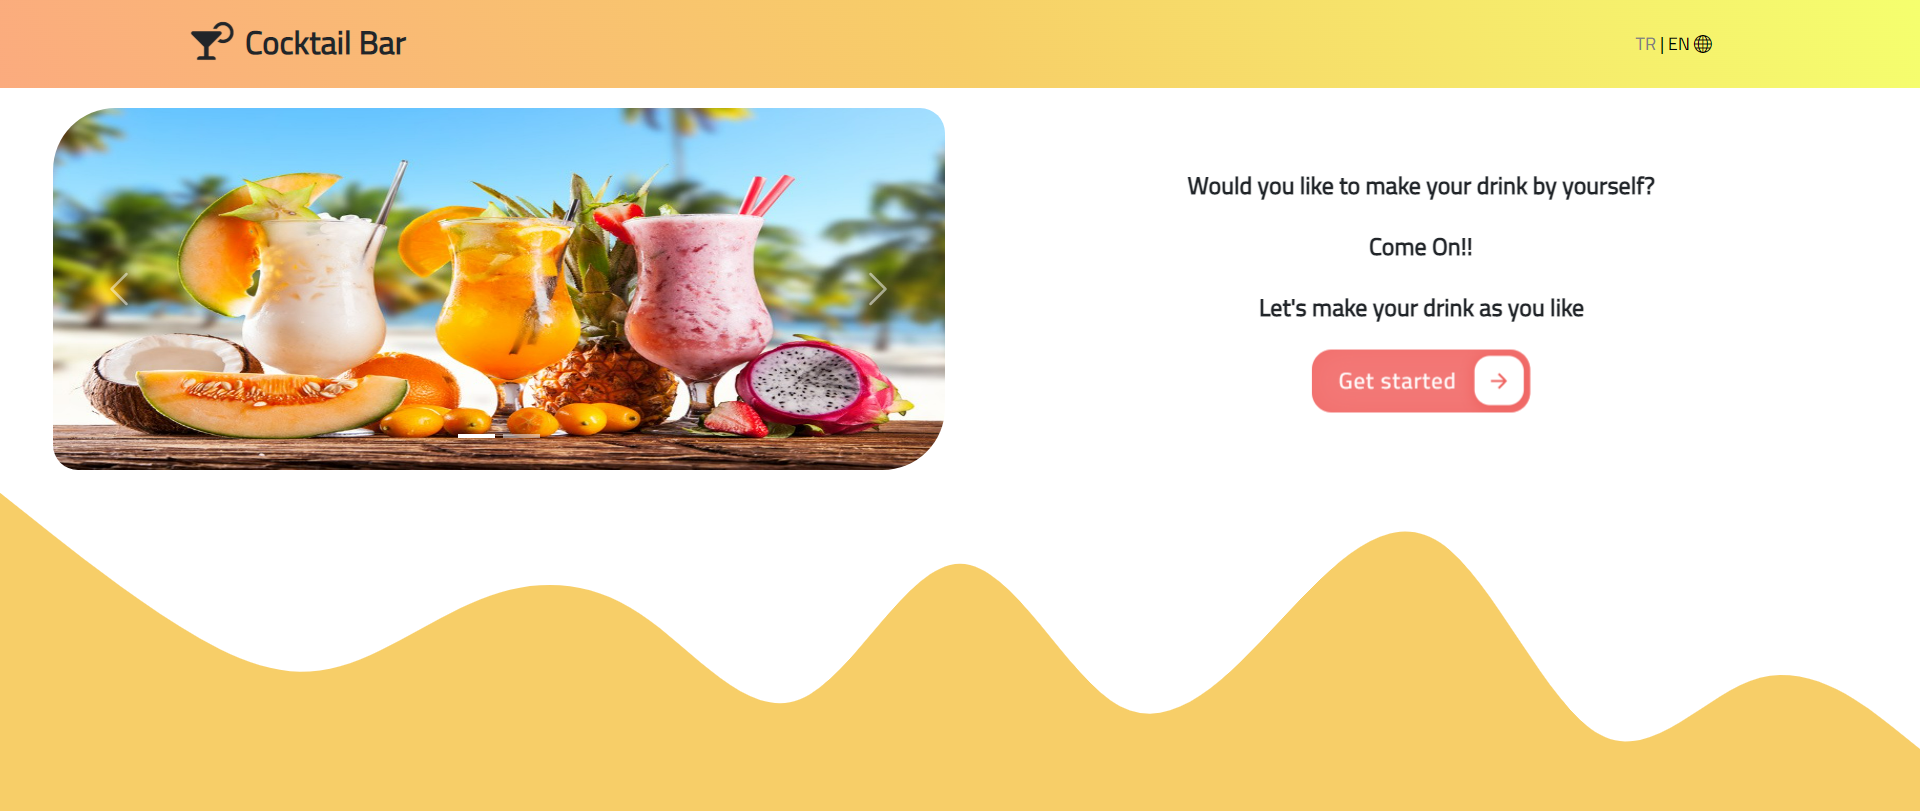 Cocktail Bar
TR | EN
Would you like to make your drink by yourself?
Come On!!
Let's make your drink as you like
Get started